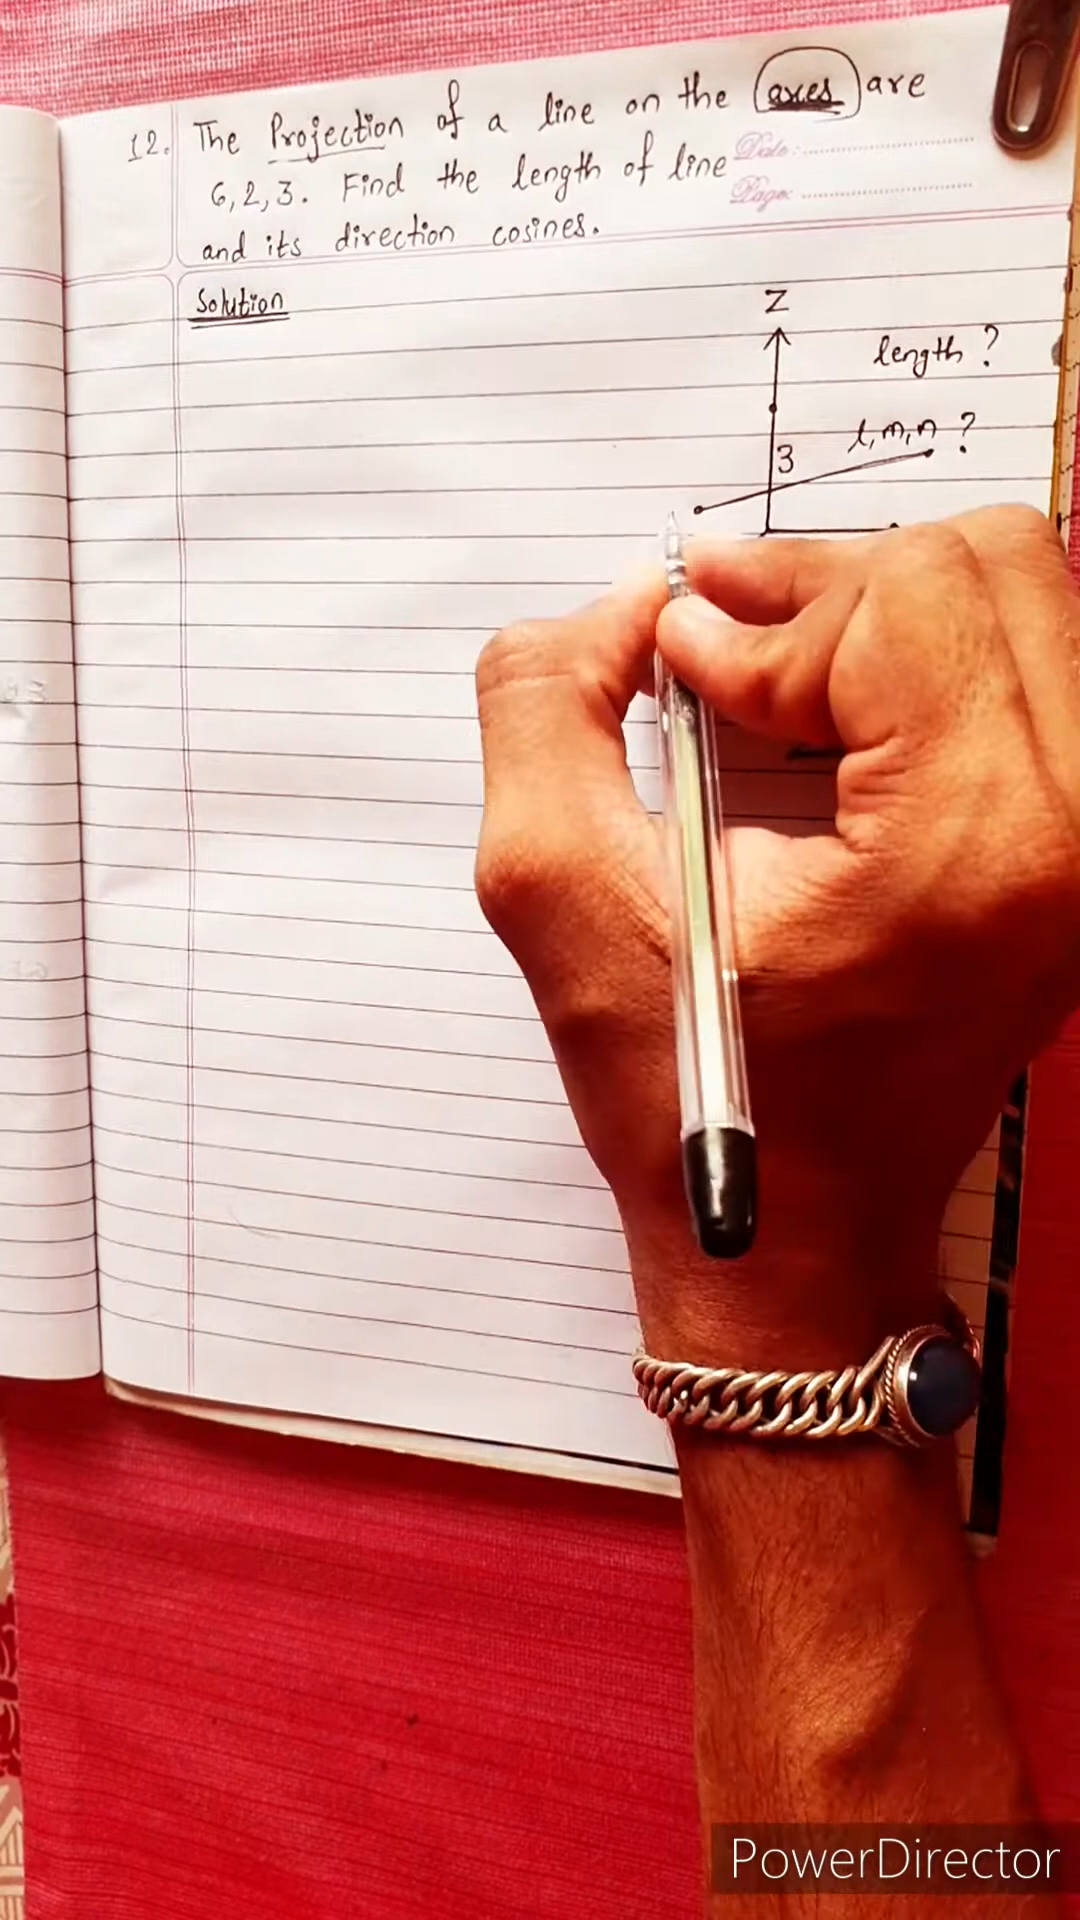 12. The Projection of a line on the axes are
Date:
6,2,3. Find the length of line
Page:
and its direction cosines.
Solution
Z
length ?
l,m,n ?
3
PowerDirector